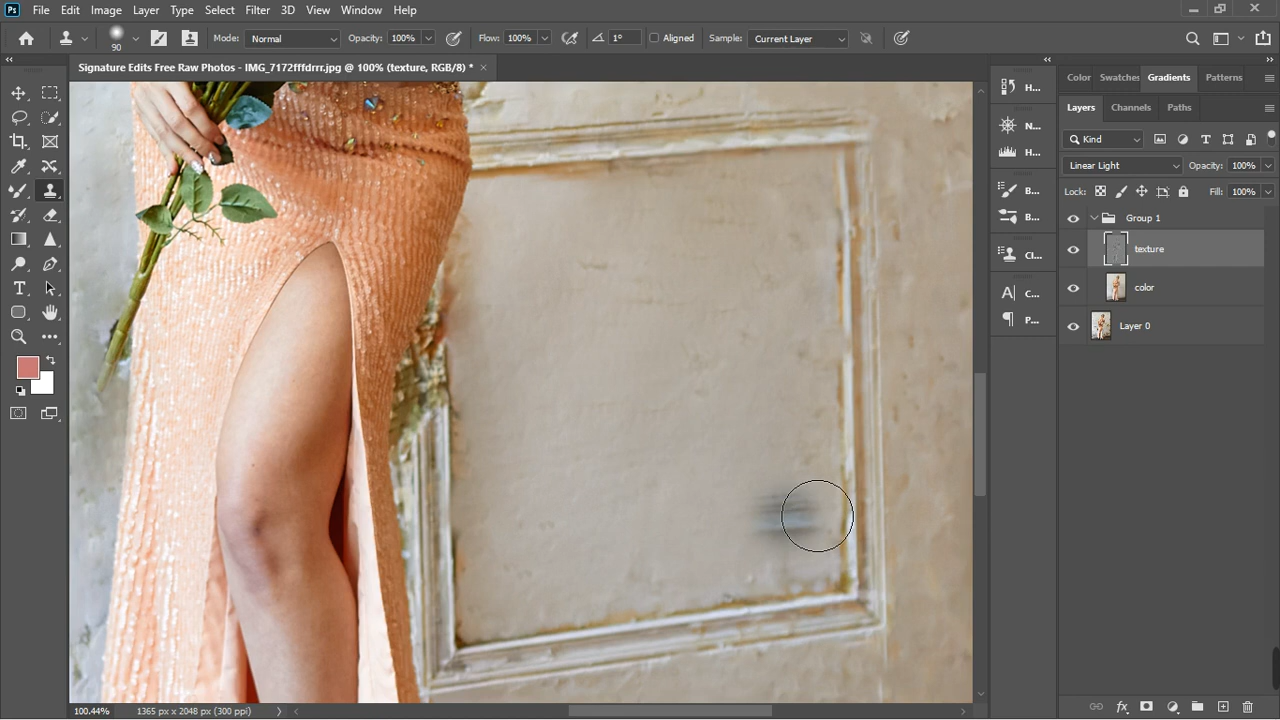 Ps File Edit Image Layer Type Select Filter 3D View Window Help
90 Mode: Normal Opacity: 100% Flow: 100% 1° Aligned Sample: Current Layer
Signature Edits Free Raw Photos - IMG_7172fffdrrr.jpg @ 100% (texture, RGB/8) * ×
H...
N...
H...
B...
B...
Cl...
C...
P...
Color Swatches Gradients Patterns
Layers Channels Paths
Kind
Linear Light Opacity: 100%
Lock: Fill: 100%
Group 1
texture
color
Layer 0
100.44% 1365 px x 2048 px (300 ppi)